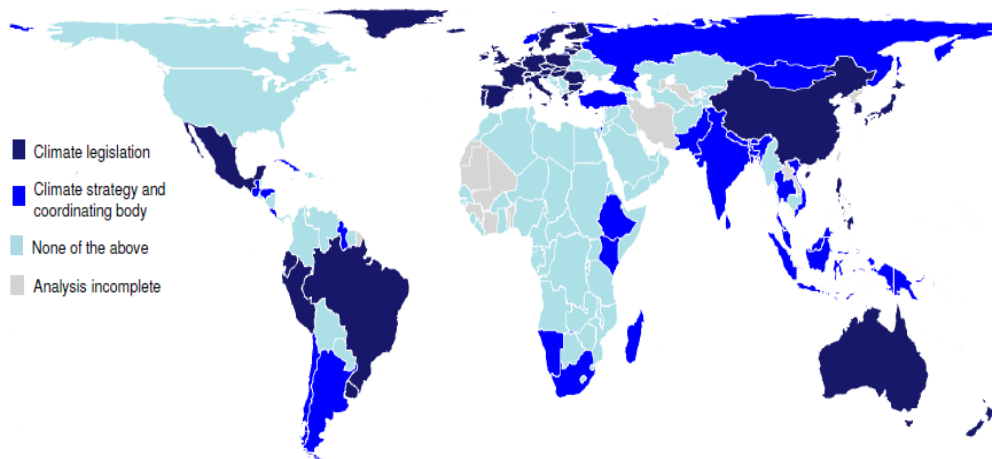 Climate legislation
Climate strategy and
coordinating body
None of the above
Analysis incomplete